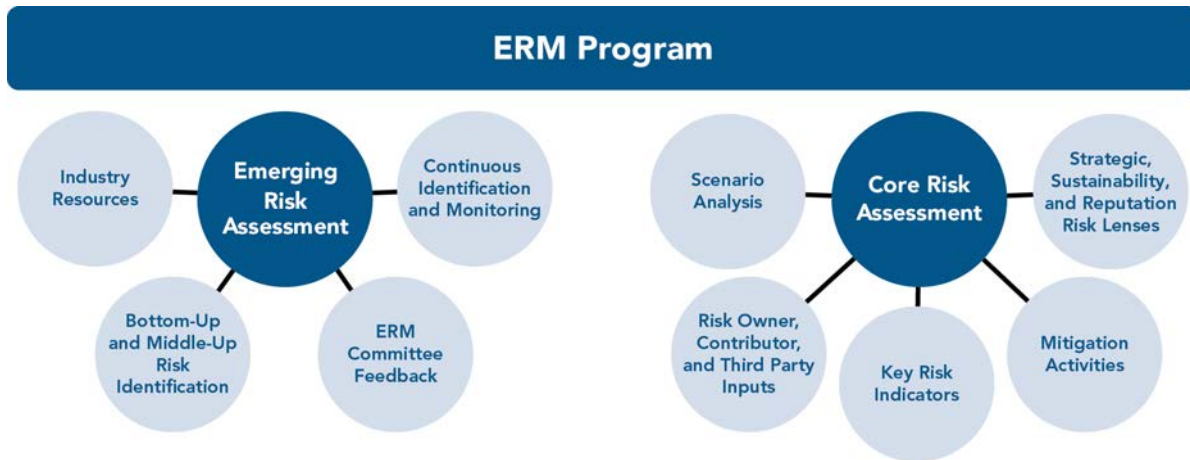 ERM Program
Industry
Resources
Emerging
Risk
Assessment
Continuous
Identification
and Monitoring
Bottom-Up
and Middle-Up
Risk
Identification
ERM
Committee
Feedback
Scenario
Analysis
Core Risk
Assessment
Strategic,
Sustainability,
and Reputation
Risk Lenses
Risk Owner,
Contributor,
and Third Party
Inputs
Key Risk
Indicators
Mitigation
Activities